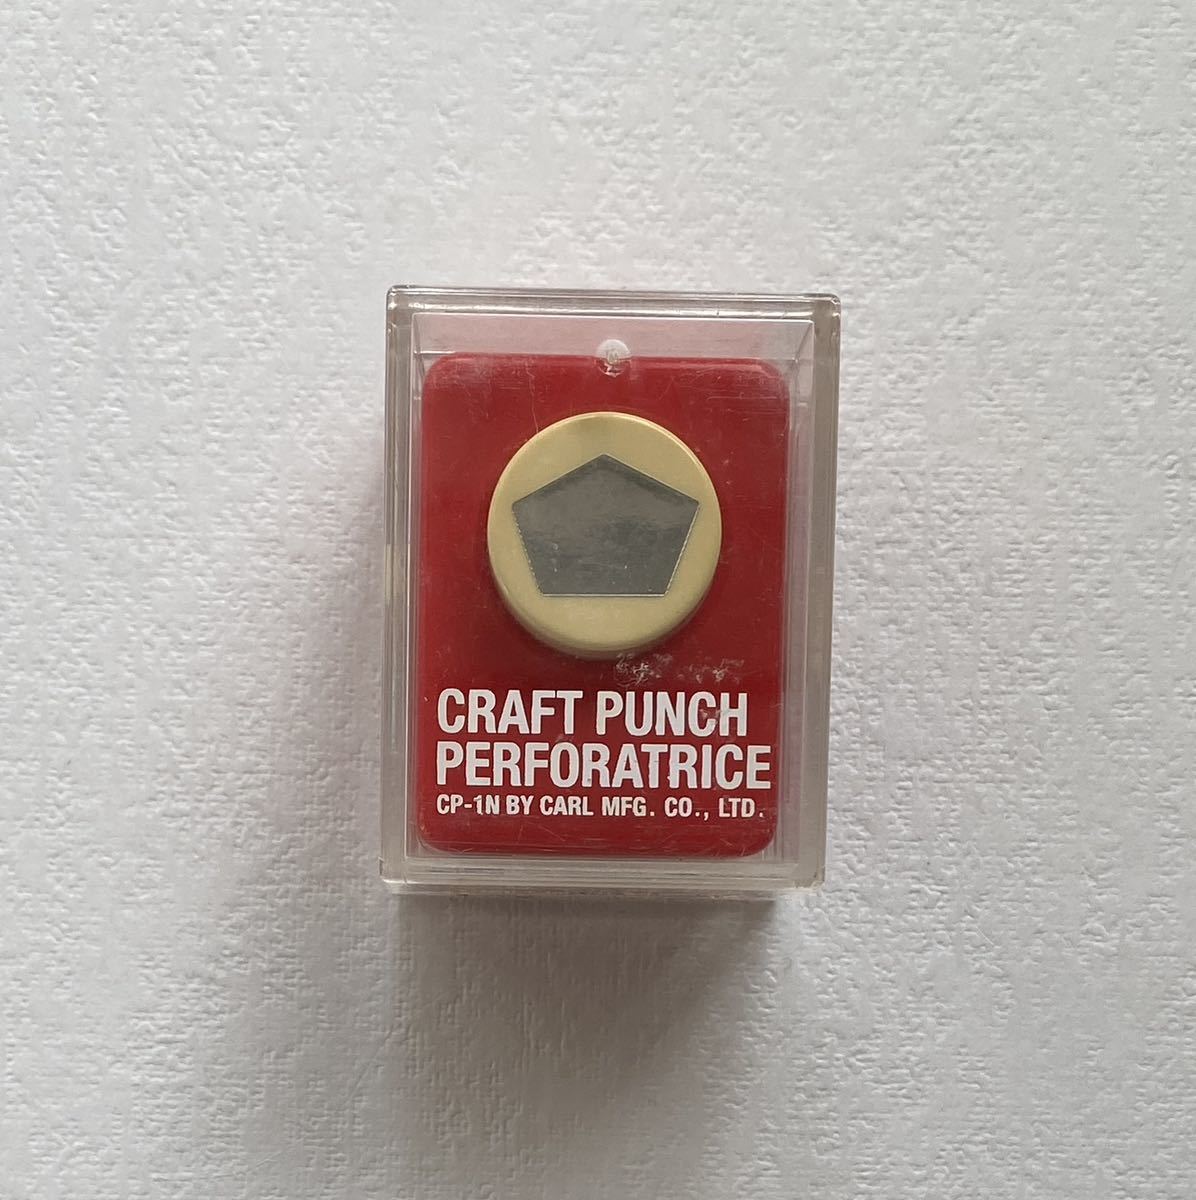 CRAFT PUNCH
PERFORATRICE
CP-1N BY CARL MFG. CO., LTD.